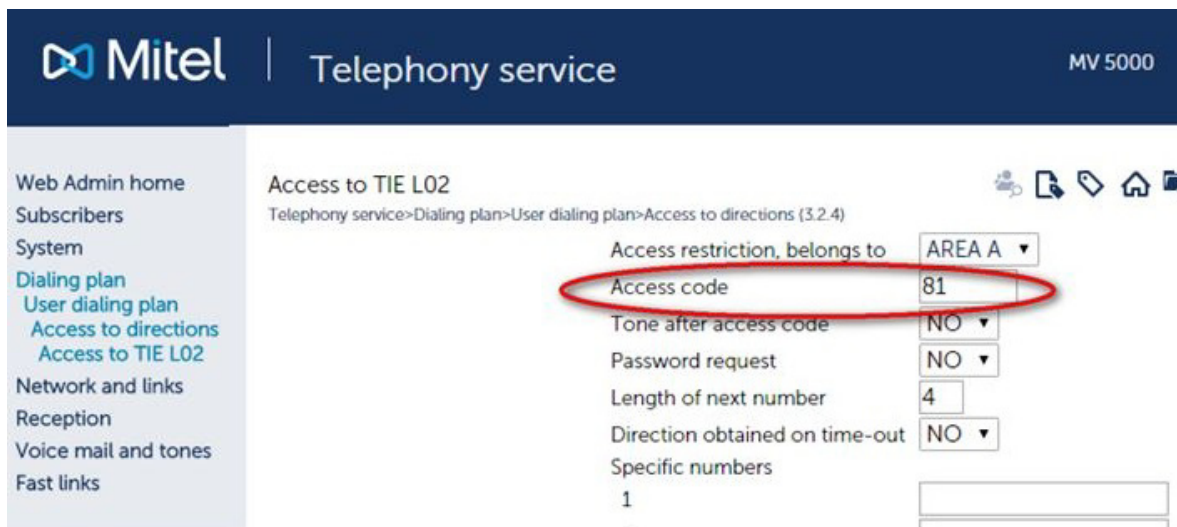 Mitel
Telephony service
MV 5000
Web Admin home
Subscribers
System
Dialing plan
User dialing plan
Access to directions
Access to TIE L02
Network and links
Reception
Voice mail and tones
Fast links
Access to TIE L02
Telephony service>Dialing plan>User dialing plan>Access to directions (3.2.4)
Access restriction, belongs to AREA A
Access code 81
Tone after access code NO
Password request NO
Length of next number 4
Direction obtained on time-out NO
Specific numbers
1